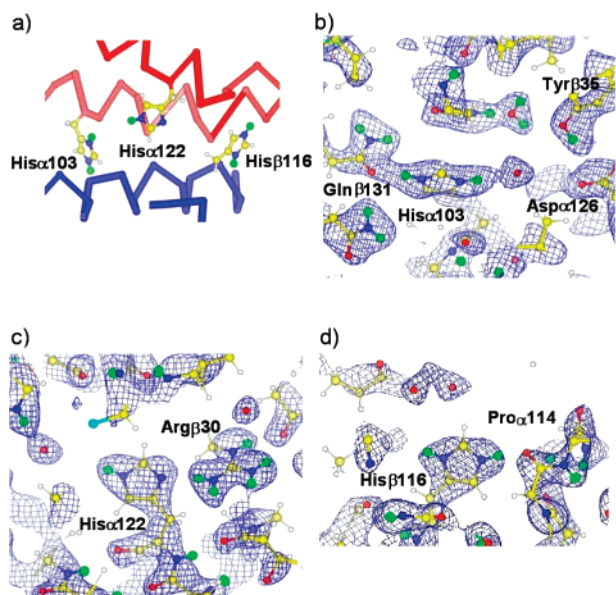 a)
Hisα103
Hisα122
Hisβ116
b)
Tyrβ35
Glnβ131
Hisα103
Aspα126
c)
Argβ30
Hisα122
d)
Proα114
Hisβ116